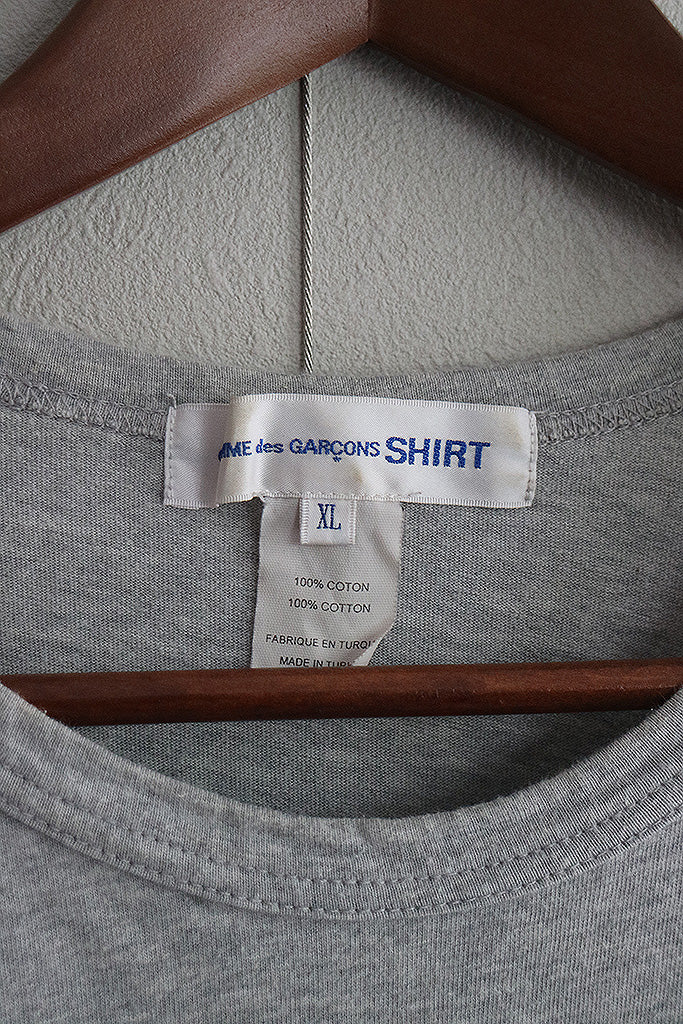 MME des GARÇONS SHIRT
XL
100% COTON
100% COTTON
FABRIQUE EN TURQU
MADE IN TUR